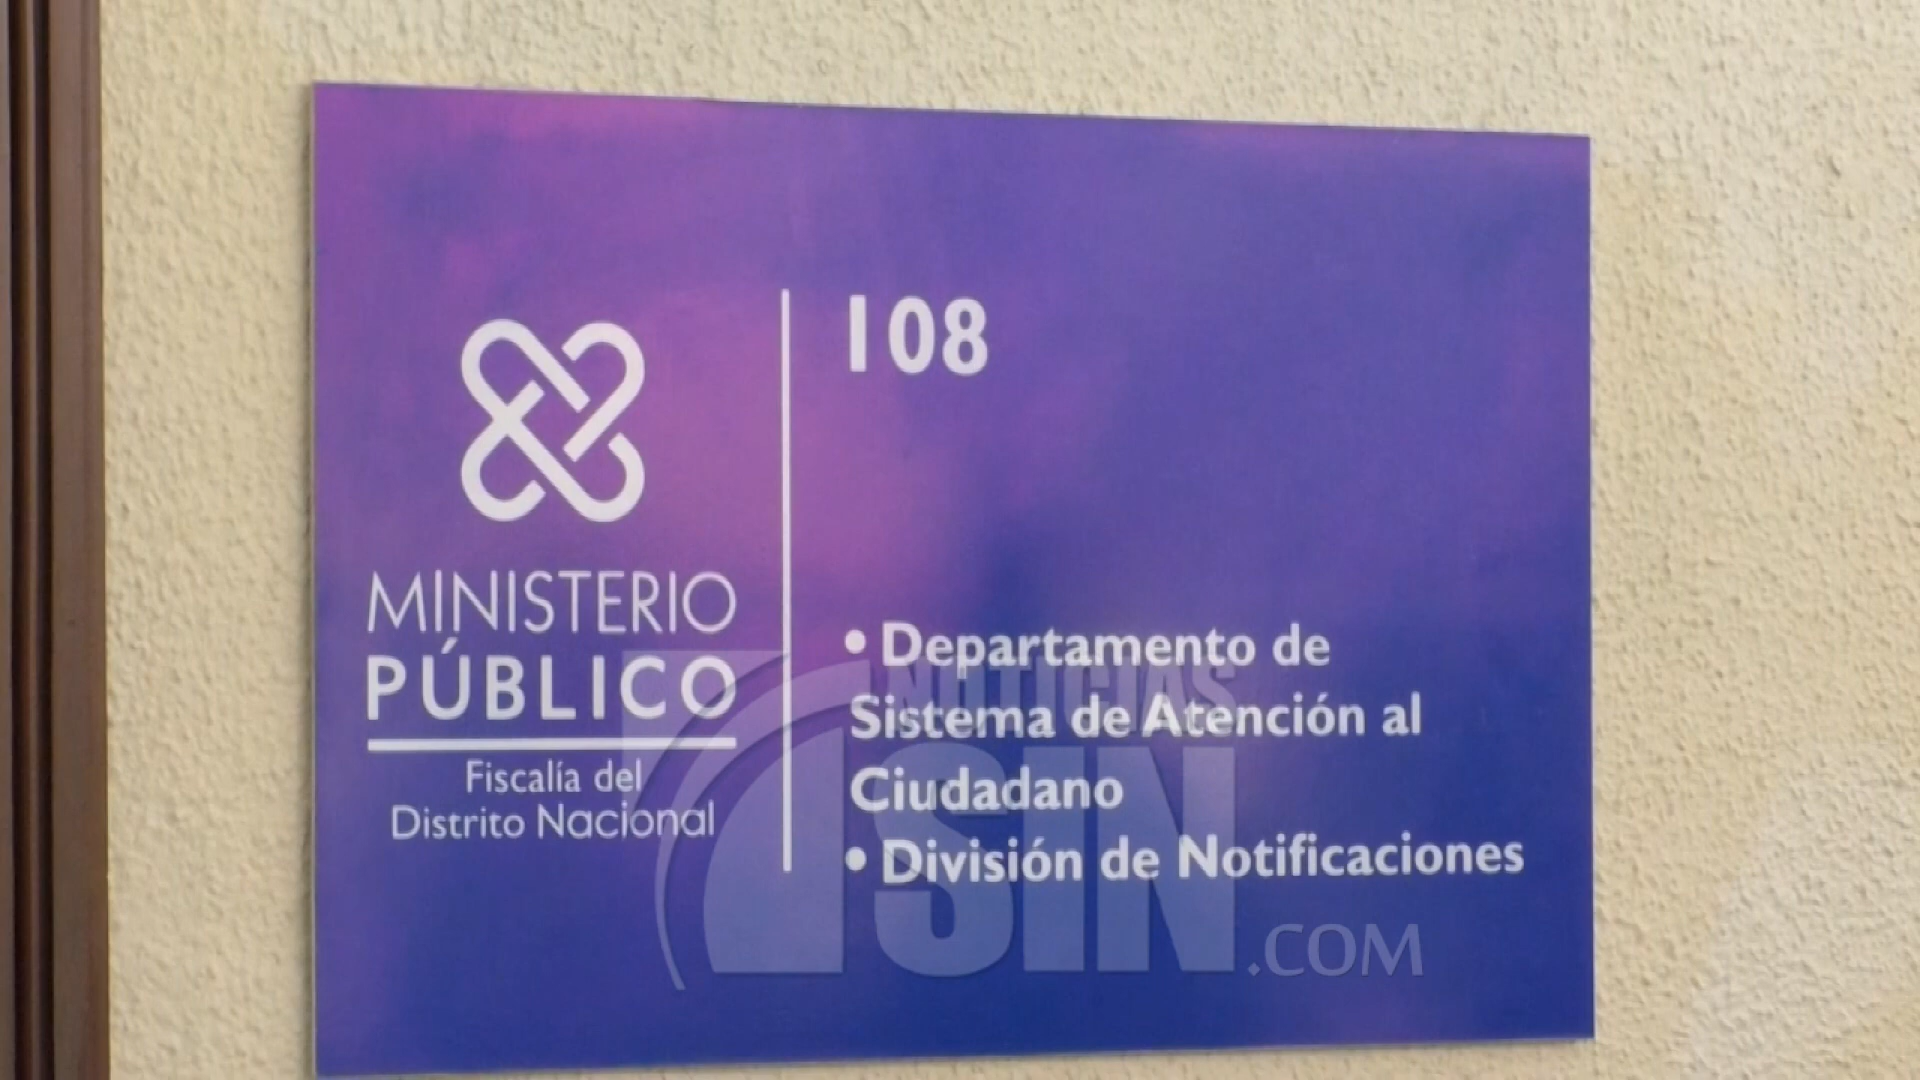 MINISTERIO
PÚBLICO
Fiscalía del
Distrito Nacional
108
• Departamento de
Sistema de Atención al
Ciudadano
• División de Notificaciones
NOTICIAS
SIN
.COM